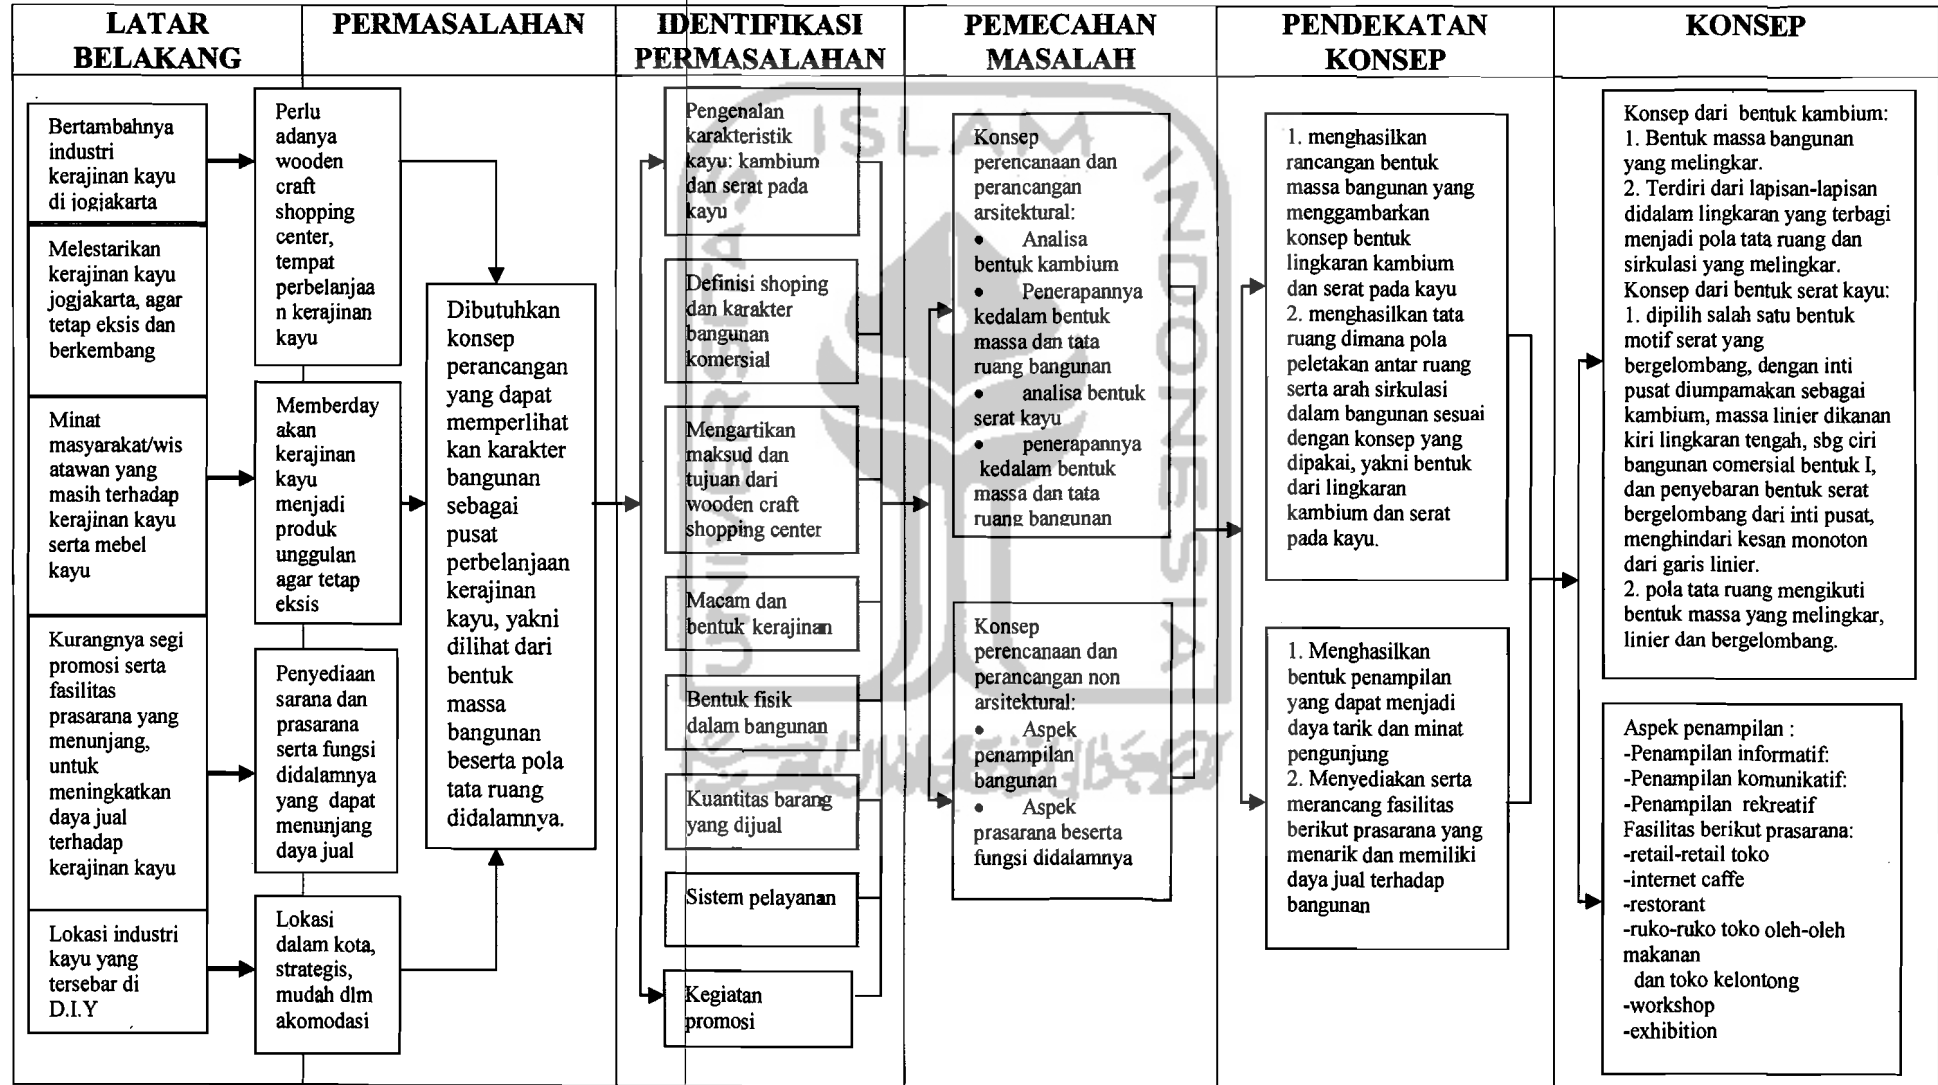 LATAR
BELAKANG
PERMASALAHAN
IDENTIFIKASI
PERMASALAHAN
PEMECAHAN
MASALAH
PENDEKATAN
KONSEP
KONSEP
Bertambahnya
industri
kerajinan kayu
di jogjakarta
Melestarikan
kerajinan kayu
jogjakarta, agar
tetap eksis dan
berkembang
Minat
masyarakat/wis
atawan yang
masih terhadap
kerajinan kayu
serta mebel
kayu
Kurangnya segi
promosi serta
fasilitas
prasarana yang
menunjang,
untuk
meningkatkan
daya jual
terhadap
kerajinan kayu
Lokasi industri
kayu yang
tersebar di
D.I.Y
Perlu
adanya
wooden
craft
shopping
center,
tempat
perbelanjaa
n kerajinan
kayu
Memberday
akan
kerajinan
kayu
menjadi
produk
unggulan
agar tetap
eksis
Penyediaan
sarana dan
prasarana
serta fungsi
didalamnya
yang dapat
menunjang
daya jual
Lokasi
dalam kota,
strategis,
mudah dlm
akomodasi
Dibutuhkan
konsep
perancangan
yang dapat
memperlihat
kan karakter
bangunan
sebagai
pusat
perbelanjaan
kerajinan
kayu, yakni
dilihat dari
bentuk
massa
bangunan
beserta pola
tata ruang
didalamnya.
Pengenalan
karakteristik
kayu: kambium
dan serat pada
kayu
Definisi shoping
dan karakter
bangunan
komersial
Mengartikan
maksud dan
tujuan dari
wooden craft
shopping center
Macam dan
bentuk kerajinan
Bentuk fisik
dalam bangunan
Kuantitas barang
yang dijual
Sistem pelayanan
Kegiatan
promosi
Konsep
perencanaan dan
perancangan
arsitektural:
• Analisa
bentuk kambium
• Penerapannya
kedalam bentuk
massa dan tata
ruang bangunan
• analisa bentuk
serat kayu
• penerapannya
kedalam bentuk
massa dan tata
ruang bangunan
Konsep
perencanaan dan
perancangan non
arsitektural:
• Aspek
penampilan
bangunan
• Aspek
prasarana beserta
fungsi didalamnya
1. menghasilkan
rancangan bentuk
massa bangunan yang
menggambarkan
konsep bentuk
lingkaran kambium
dan serat pada kayu
2. menghasilkan tata
ruang dimana pola
peletakan antar ruang
serta arah sirkulasi
dalam bangunan sesuai
dengan konsep yang
dipakai, yakni bentuk
dari lingkaran
kambium dan serat
pada kayu.
1. Menghasilkan
bentuk penampilan
yang dapat menjadi
daya tarik dan minat
pengunjung
2. Menyediakan serta
merancang fasilitas
berikut prasarana yang
menarik dan memiliki
daya jual terhadap
bangunan
Konsep dari bentuk kambium:
1. Bentuk massa bangunan
yang melingkar.
2. Terdiri dari lapisan-lapisan
didalam lingkaran yang terbagi
menjadi pola tata ruang dan
sirkulasi yang melingkar.
Konsep dari bentuk serat kayu:
1. dipilih salah satu bentuk
motif serat yang
bergelombang, dengan inti
pusat diumpamakan sebagai
kambium, massa linier dikanan
kiri lingkaran tengah, sbg ciri
bangunan comersial bentuk I,
dan penyebaran bentuk serat
bergelombang dari inti pusat,
menghindari kesan monoton
dari garis linier.
2. pola tata ruang mengikuti
bentuk massa yang melingkar,
linier dan bergelombang.
Aspek penampilan :
-Penampilan informatif:
-Penampilan komunikatif:
-Penampilan rekreatif
Fasilitas berikut prasarana:
-retail-retail toko
-internet caffe
-restorant
-ruko-ruko toko oleh-oleh
makanan
dan toko kelontong
-workshop
-exhibition
ISLAM
UNIVERSITAS
INDONESIA